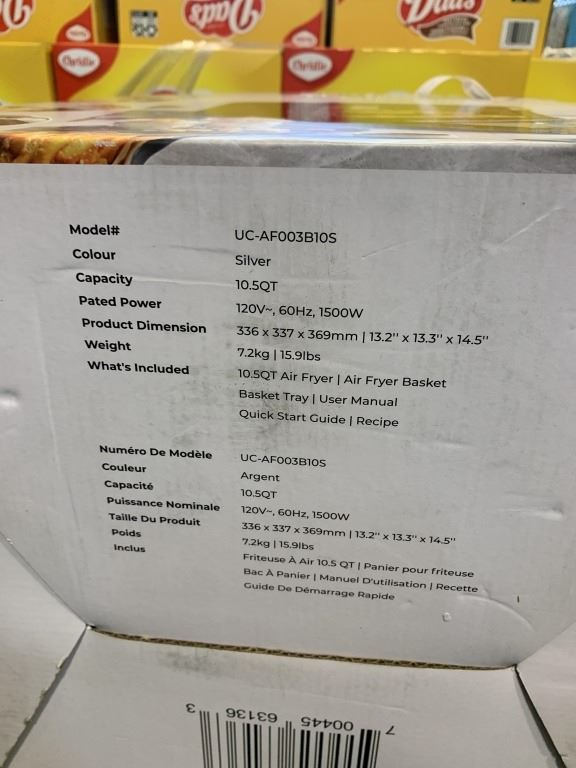 Dad's
Dad's
Christie
Christie
Model# UC-AF003B10S
Colour Silver
Capacity 10.5QT
Pated Power 120V~, 60Hz, 1500W
Product Dimension 336 x 337 x 369mm | 13.2'' x 13.3'' x 14.5''
Weight 7.2kg | 15.9lbs
What's Included 10.5QT Air Fryer | Air Fryer Basket
Basket Tray | User Manual
Quick Start Guide | Recipe
Numéro De Modèle UC-AF003B10S
Couleur Argent
Capacité 10.5QT
Puissance Nominale 120V~, 60Hz, 1500W
Taille Du Produit 336 x 337 x 369mm | 13.2'' x 13.3'' x 14.5''
Poids 7.2kg | 15.9lbs
Inclus Friteuse À Air 10.5 QT | Panier pour friteuse
Bac À Panier | Manuel D'utilisation | Recette
Guide De Démarrage Rapide
7 00445 63136 3